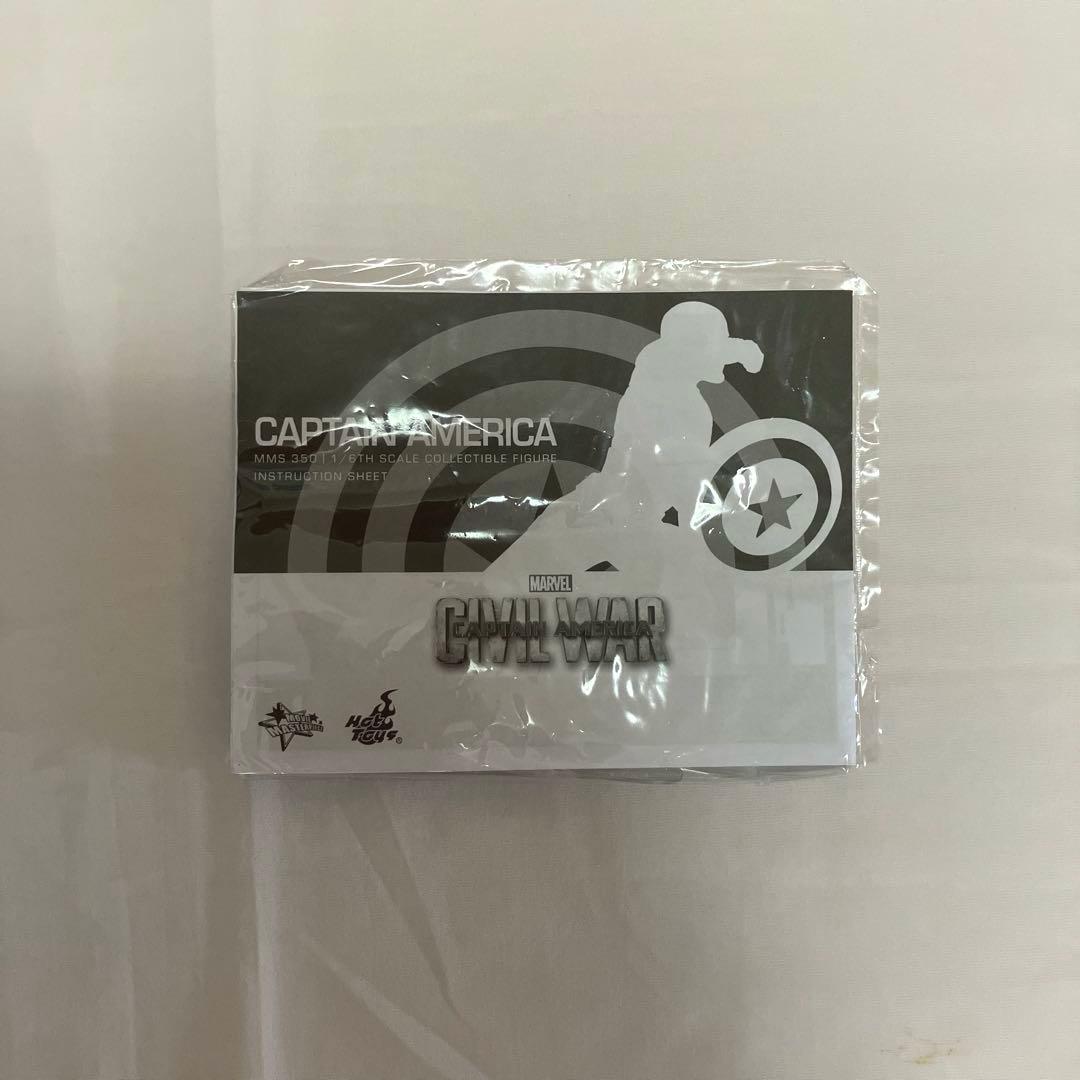 CAPTAIN AMERICA
MMS 350 | 1/6TH SCALE COLLECTIBLE FIGURE
INSTRUCTION SHEET
MARVEL
CIVIL WAR
CAPTAIN AMERICA
MOVIE
MASTERPIECE
Hot
Toys®